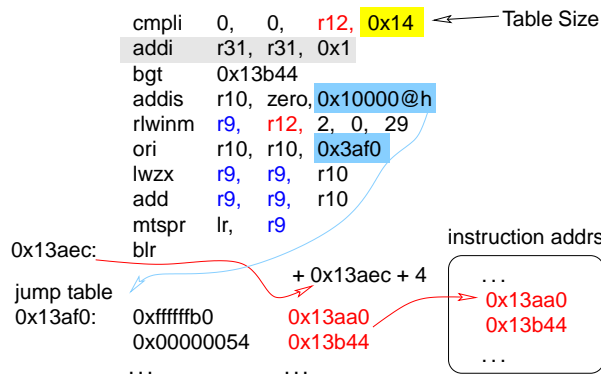 cmpli 0, 0, r12, 0x14 Table Size
addi r31, r31, 0x1
bgt 0x13b44
addis r10, zero, 0x10000@h
rlwinm r9, r12, 2, 0, 29
ori r10, r10, 0x3af0
lwzx r9, r9, r10
add r9, r9, r10
mtspr lr, r9
0x13aec: blr
instruction addrs
+ 0x13aec + 4
jump table
0x13af0: 0xffffffb0 0x13aa0
0x00000054 0x13b44
... ...
...
0x13aa0
0x13b44
...